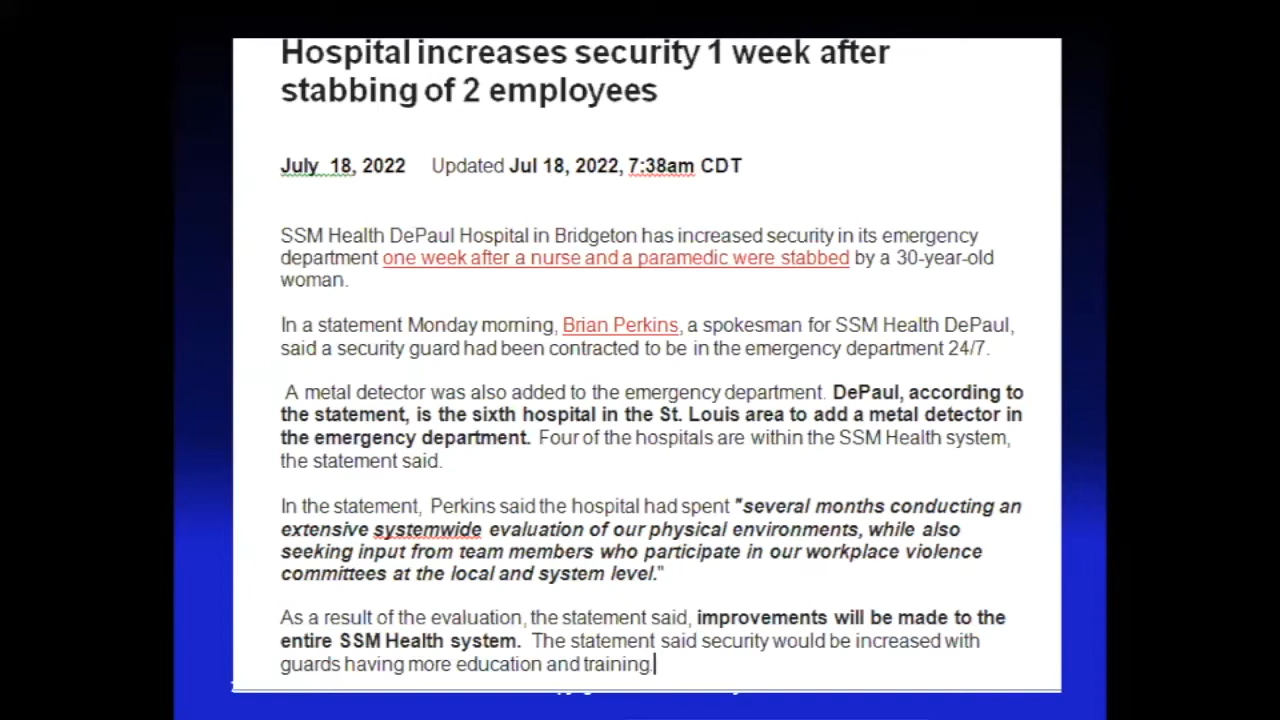 Hospital increases security 1 week after
stabbing of 2 employees
July 18, 2022 Updated Jul 18, 2022, 7:38am CDT
SSM Health DePaul Hospital in Bridgeton has increased security in its emergency
department one week after a nurse and a paramedic were stabbed by a 30-year-old
woman.
In a statement Monday morning, Brian Perkins, a spokesman for SSM Health DePaul,
said a security guard had been contracted to be in the emergency department 24/7.
A metal detector was also added to the emergency department. DePaul, according to
the statement, is the sixth hospital in the St. Louis area to add a metal detector in
the emergency department. Four of the hospitals are within the SSM Health system,
the statement said.
In the statement, Perkins said the hospital had spent "several months conducting an
extensive systemwide evaluation of our physical environments, while also
seeking input from team members who participate in our workplace violence
committees at the local and system level."
As a result of the evaluation, the statement said, improvements will be made to the
entire SSM Health system. The statement said security would be increased with
guards having more education and training.